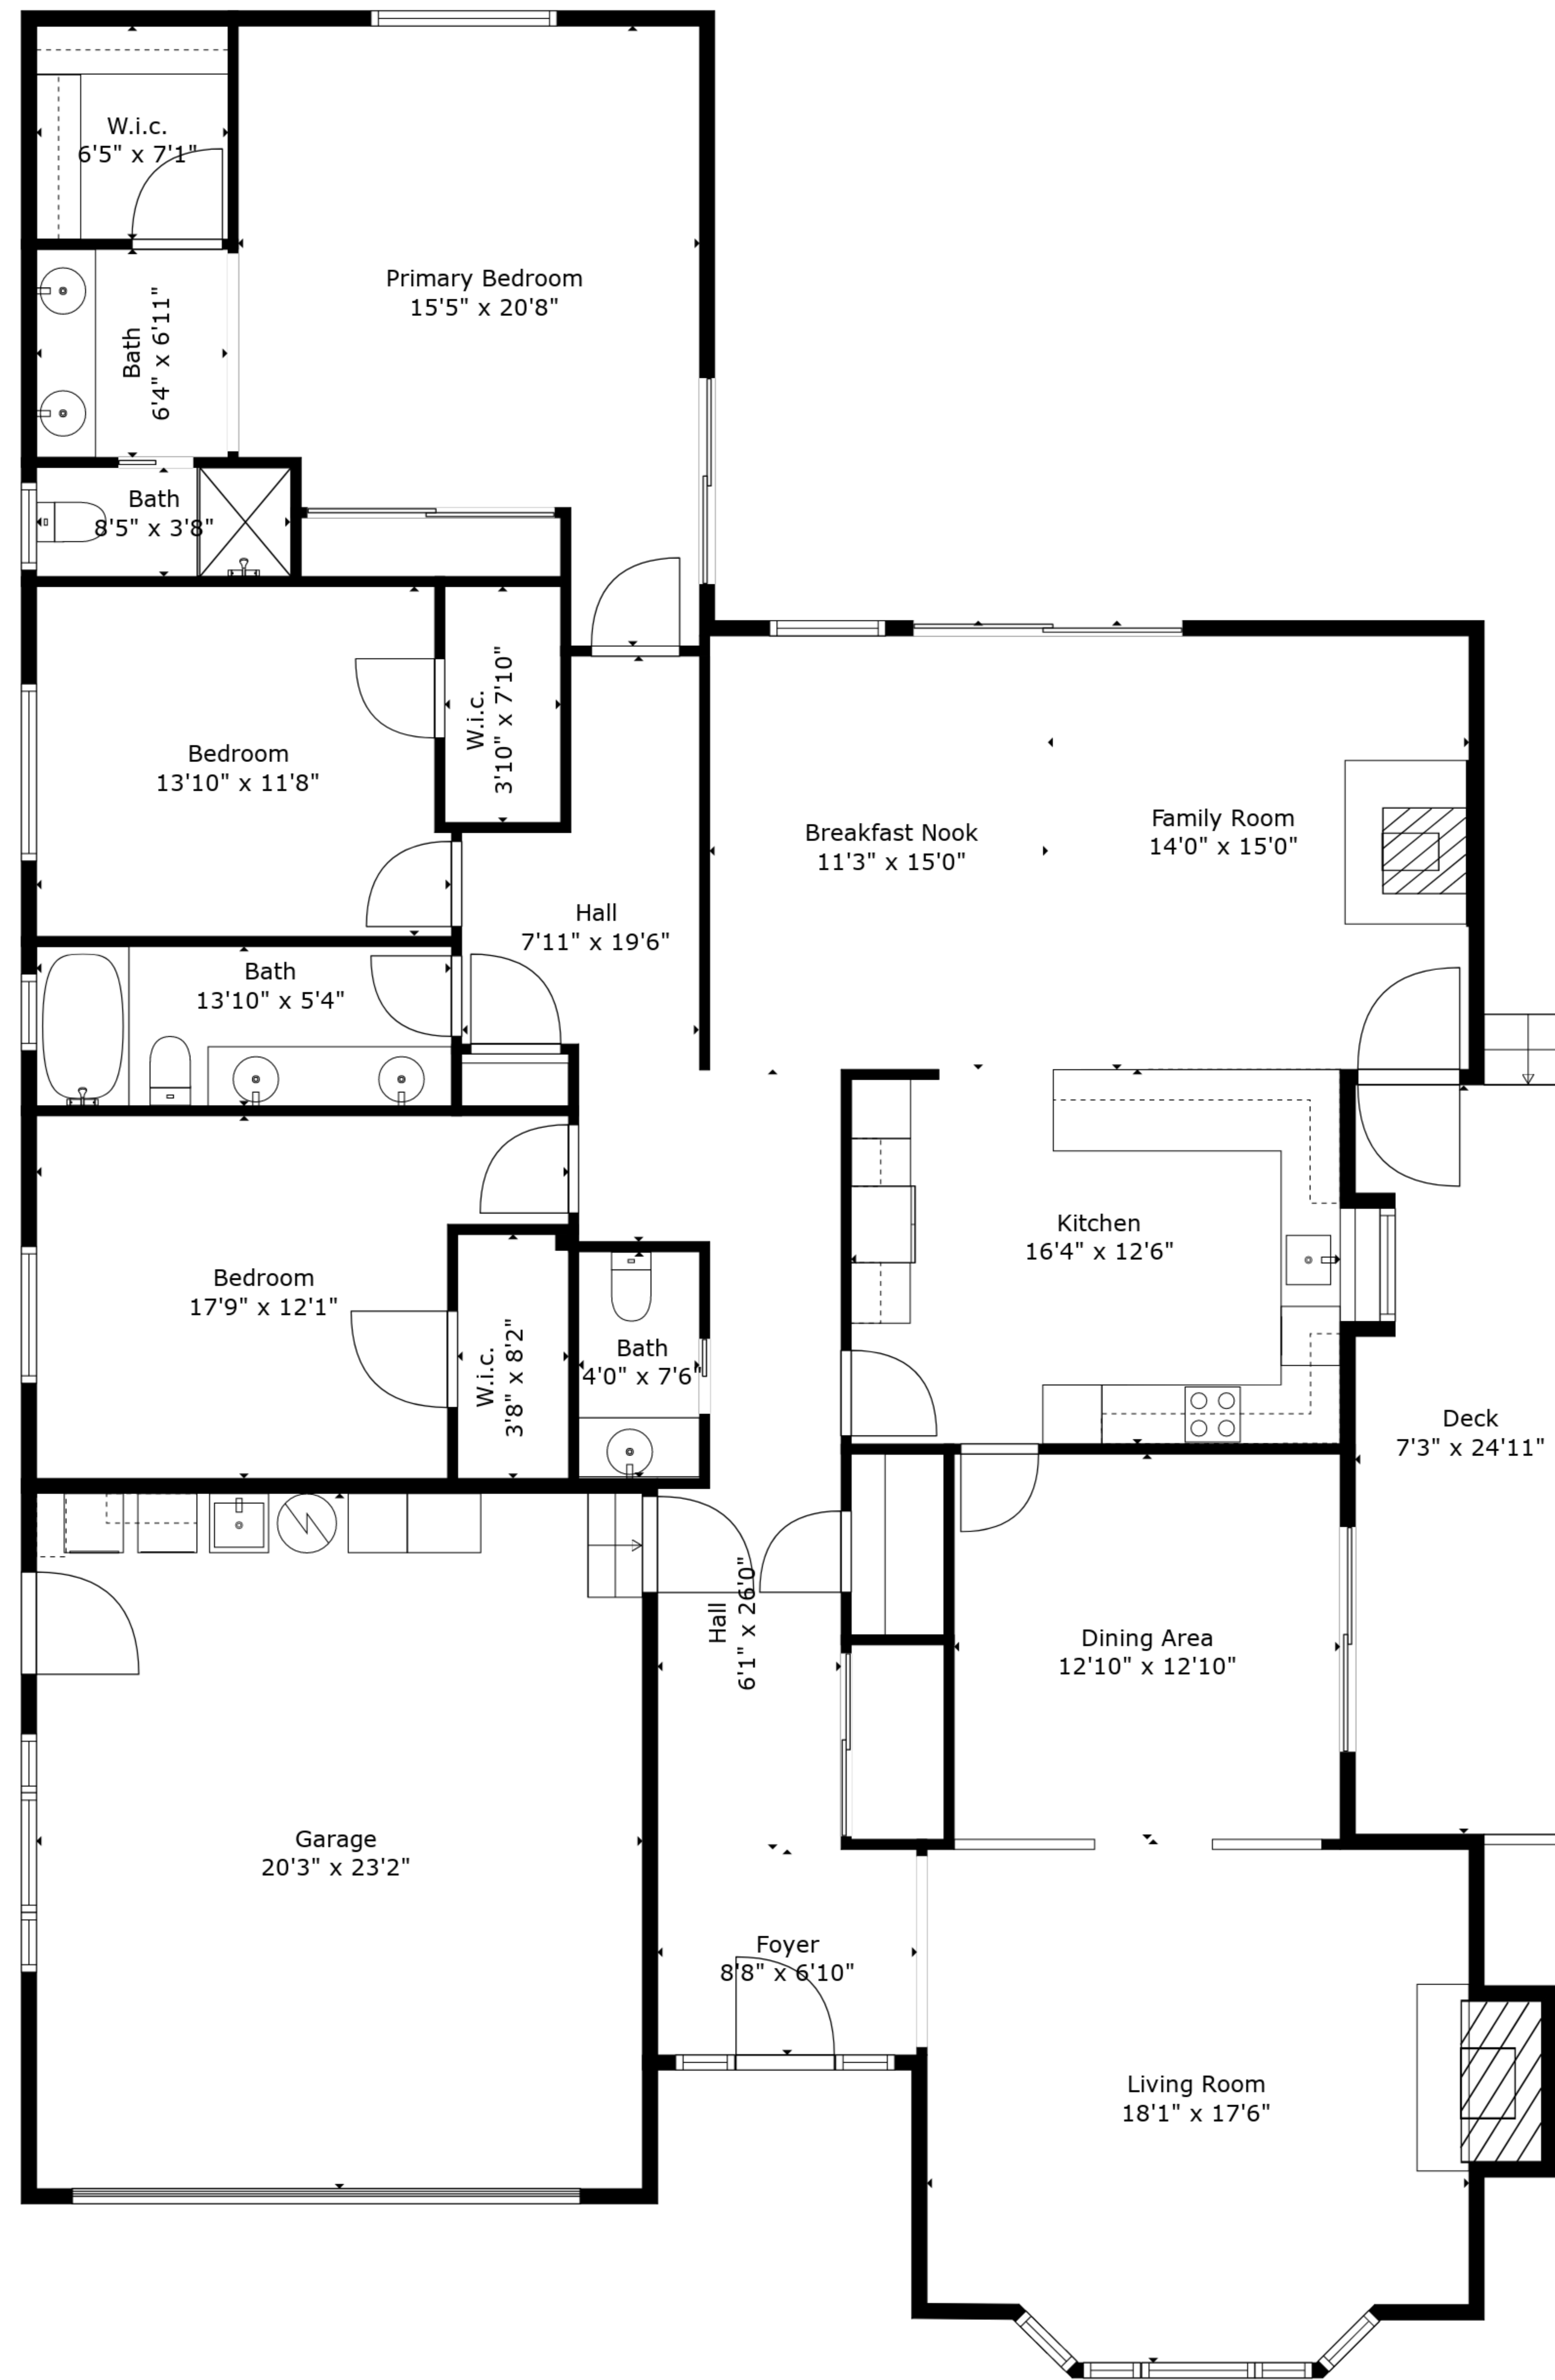 W.i.c.
6'5" x 7'1"
Primary Bedroom
15'5" x 20'8"
Bath
6'4" x 6'11"
Bath
8'5" x 3'8"
Bedroom
13'10" x 11'8"
W.i.c.
3'10" x 7'10"
Breakfast Nook
11'3" x 15'0"
Family Room
14'0" x 15'0"
Hall
7'11" x 19'6"
Bath
13'10" x 5'4"
Kitchen
16'4" x 12'6"
Bedroom
17'9" x 12'1"
W.i.c.
3'8" x 8'2"
Bath
4'0" x 7'6"
Deck
7'3" x 24'11"
Hall
6'1" x 26'0"
Dining Area
12'10" x 12'10"
Garage
20'3" x 23'2"
Foyer
8'8" x 6'10"
Living Room
18'1" x 17'6"